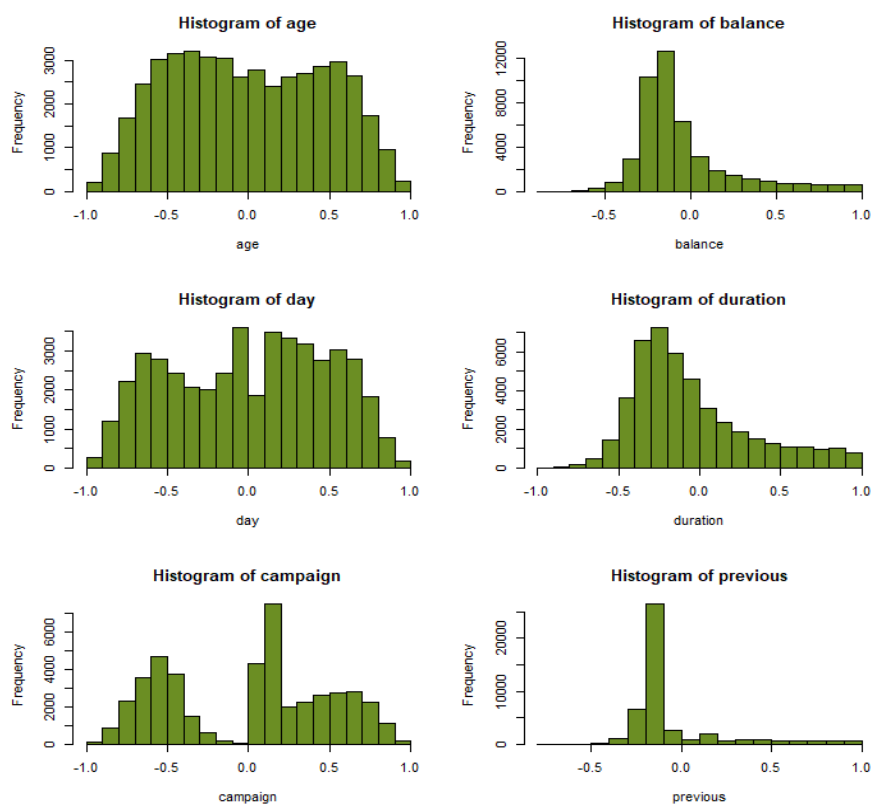 Histogram of age
Frequency
0 1000 2000 3000
-1.0 -0.5 0.0 0.5 1.0
age
Histogram of balance
Frequency
0 4000 8000 12000
-0.5 0.0 0.5 1.0
balance
Histogram of day
Frequency
0 1000 2000 3000
-1.0 -0.5 0.0 0.5 1.0
day
Histogram of duration
Frequency
0 2000 4000 6000
-1.0 -0.5 0.0 0.5 1.0
duration
Histogram of campaign
Frequency
0 2000 4000 6000
-1.0 -0.5 0.0 0.5 1.0
campaign
Histogram of previous
Frequency
0 10000 20000
-0.5 0.0 0.5 1.0
previous